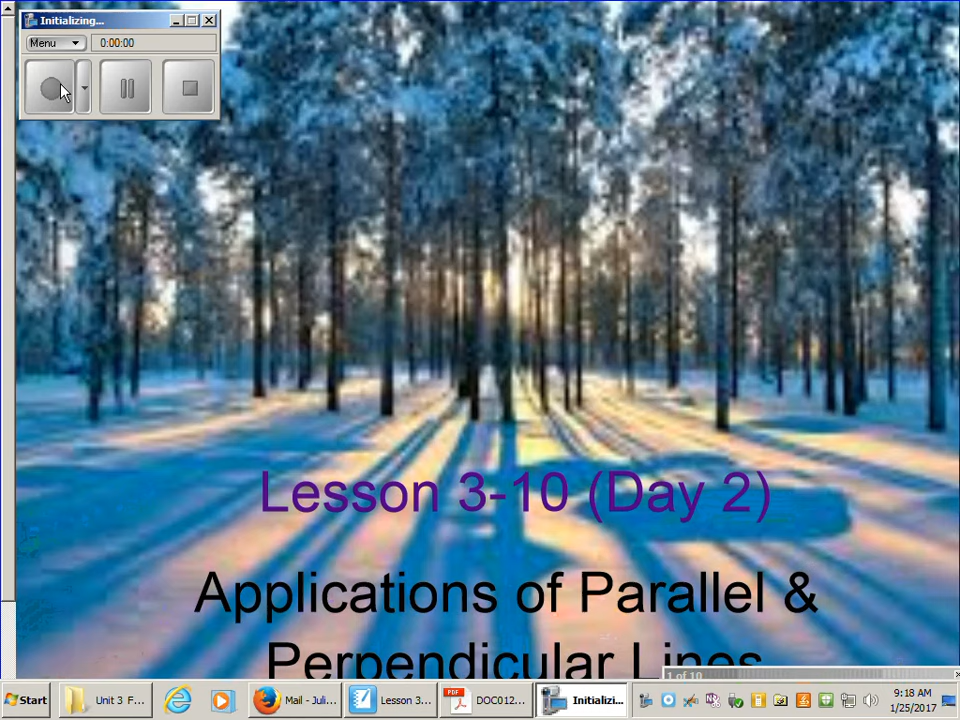 Initializing...
Menu
0:00:00
Lesson 3-10 (Day 2)
Applications of Parallel &
Perpendicular Lines
1 of 10
Start
Unit 3 F...
Mail - Juli...
Lesson 3...
PDF
DOC012...
Initializi...
9:18 AM
1/25/2017